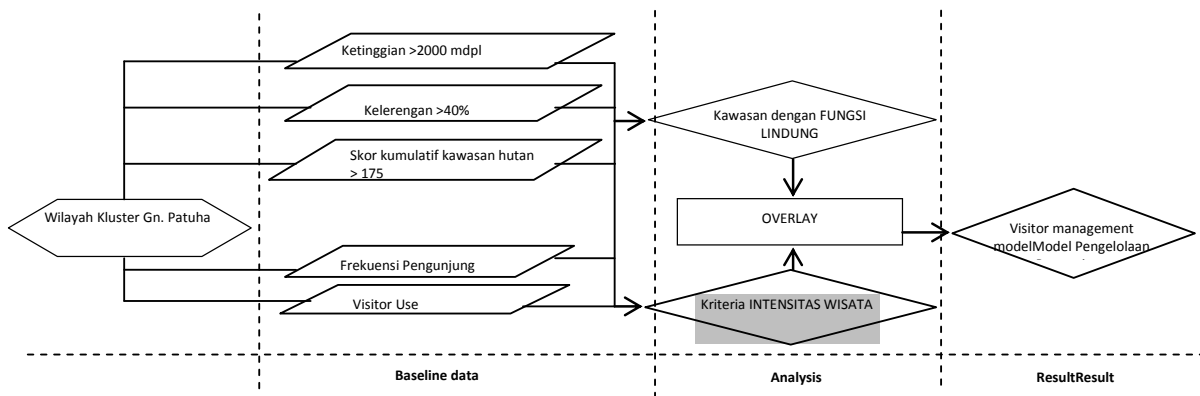 Ketinggian >2000 mdpl
Kelerengan >40%
Skor kumulatif kawasan hutan
> 175
Wilayah Kluster Gn. Patuha
Frekuensi Pengunjung
Visitor Use
Kawasan dengan FUNGSI
LINDUNG
OVERLAY
Kriteria INTENSITAS WISATA
Visitor management
modelModel Pengelolaan
Baseline data
Analysis
ResultResult